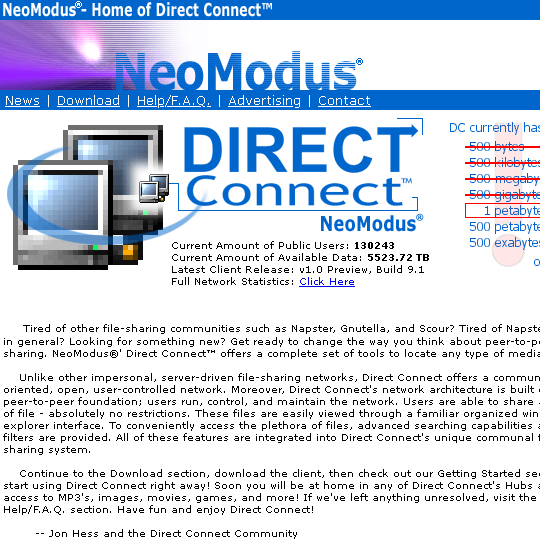 NeoModus®- Home of Direct Connect™
NeoModus®
News | Download | Help/F.A.Q. | Advertising | Contact
DIRECT
Connect™
NeoModus®
DC currently has
500 bytes
500 kilobytes
500 megaby
500 gigabyte
1 petabyte
500 petaby
500 exabytes
Current Amount of Public Users: 130243
Current Amount of Available Data: 5523.72 TB
Latest Client Release: v1.0 Preview, Build 9.1
Full Network Statistics: Click Here
Tired of other file-sharing communities such as Napster, Gnutella, and Scour? Tired of Napste
in general? Looking for something new? Get ready to change the way you think about peer-to-pe
sharing. NeoModus®' Direct Connect™ offers a complete set of tools to locate any type of media
Unlike other impersonal, server-driven file-sharing networks, Direct Connect offers a commun
oriented, open, user-controlled network. Moreover, Direct Connect's network architecture is built o
peer-to-peer foundation; users run, control, and maintain the network. Users are able to share
of file - absolutely no restrictions. These files are easily viewed through a familiar organized win
explorer interface. To conveniently access the plethora of files, advanced searching capabilities a
filters are provided. All of these features are integrated into Direct Connect's unique communal f
sharing system.
Continue to the Download section, download the client, then check out our Getting Started sec
start using Direct Connect right away! Soon you will be at home in any of Direct Connect's Hubs a
access to MP3's, images, movies, games, and more! If we've left anything unresolved, visit the
Help/F.A.Q. section. Have fun and enjoy Direct Connect!
-- Jon Hess and the Direct Connect Community